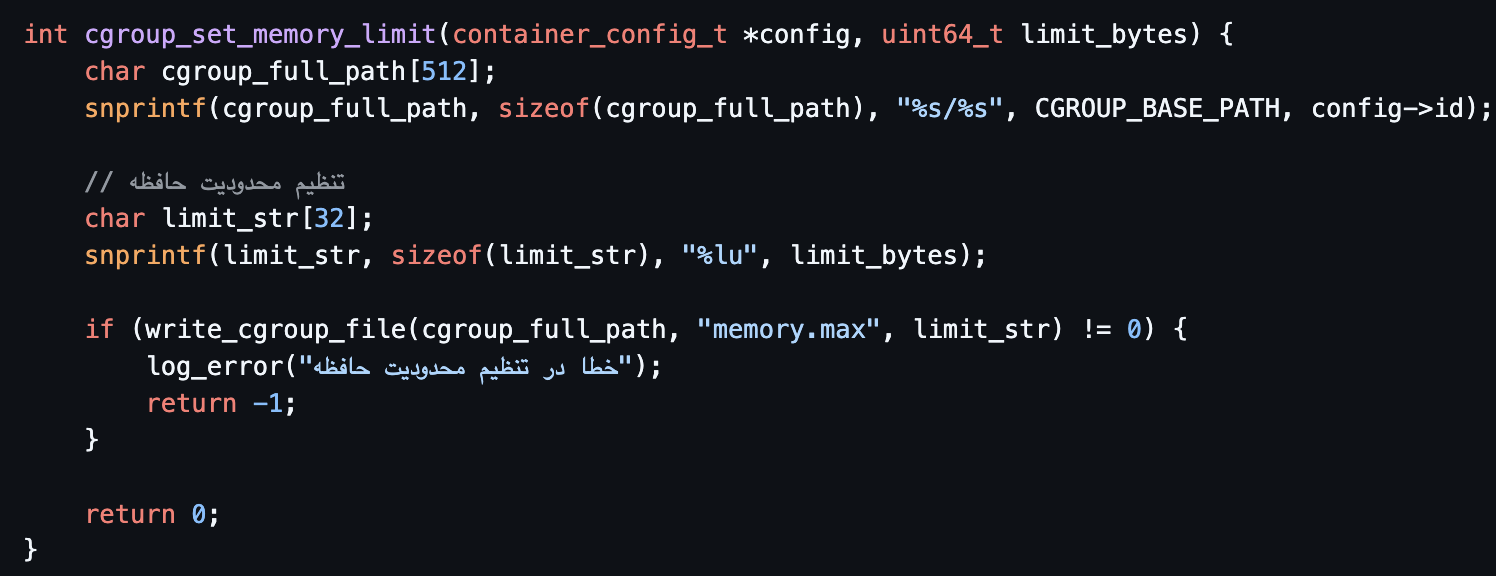 int cgroup_set_memory_limit(container_config_t *config, uint64_t limit_bytes) {
    char cgroup_full_path[512];
    snprintf(cgroup_full_path, sizeof(cgroup_full_path), "%s/%s", CGROUP_BASE_PATH, config->id);

    // تنظیم محدودیت حافظه
    char limit_str[32];
    snprintf(limit_str, sizeof(limit_str), "%lu", limit_bytes);

    if (write_cgroup_file(cgroup_full_path, "memory.max", limit_str) != 0) {
        log_error("خطا در تنظیم محدودیت حافظه");
        return -1;
    }

    return 0;
}